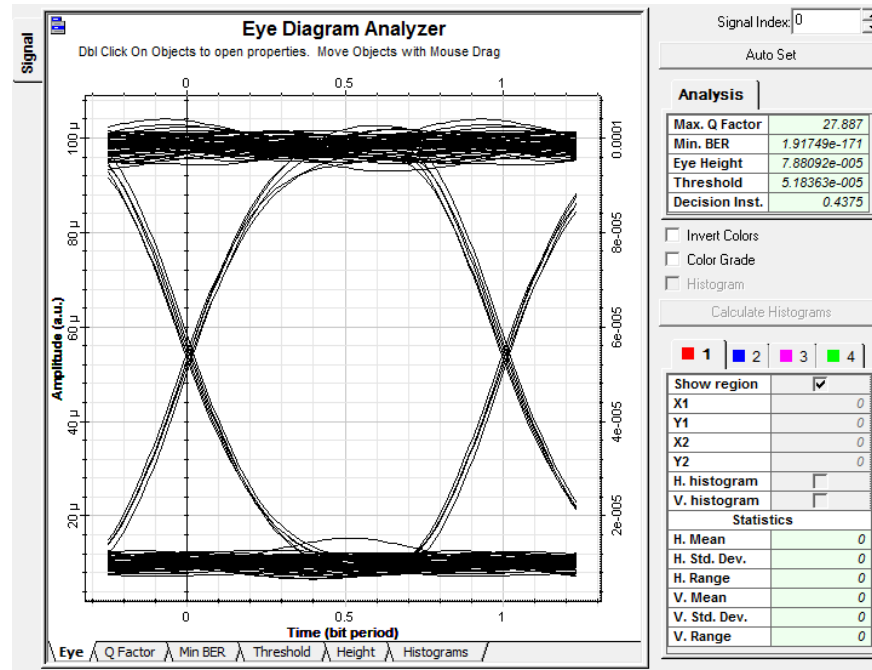 Signal
Eye Diagram Analyzer
Dbl Click On Objects to open properties. Move Objects with Mouse Drag
0 0.5 1
Amplitude (a.u.)
100 µ
80 µ
60 µ
40 µ
20 µ
0.0001
8e-005
6e-005
4e-005
2e-005
0 0.5 1
Time (bit period)
Eye Q Factor Min BER Threshold Height Histograms
Signal Index: 0
Auto Set
Analysis
Max. Q Factor 27.887
Min. BER 1.91749e-171
Eye Height 7.88092e-005
Threshold 5.18363e-005
Decision Inst. 0.4375
Invert Colors
Color Grade
Histogram
Calculate Histograms
1 2 3 4
Show region
X1 0
Y1 0
X2 0
Y2 0
H. histogram
V. histogram
Statistics
H. Mean 0
H. Std. Dev. 0
H. Range 0
V. Mean 0
V. Std. Dev. 0
V. Range 0